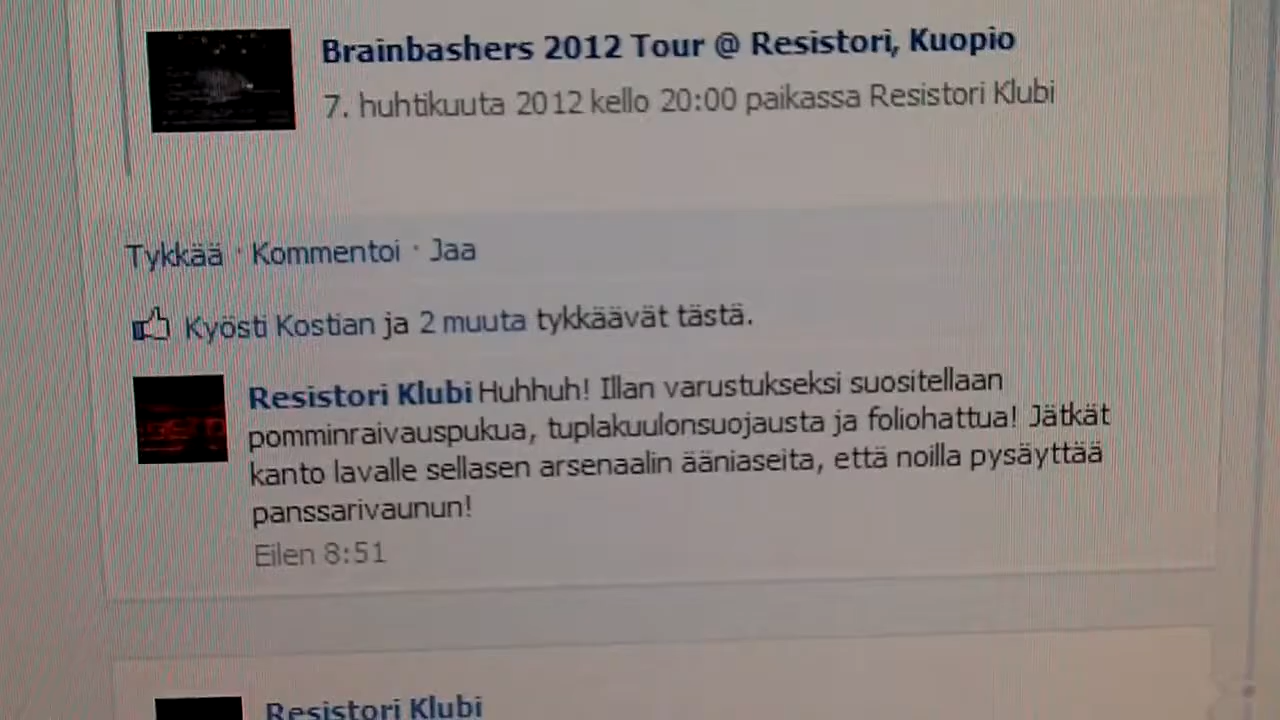 Brainbashers 2012 Tour @ Resistori, Kuopio
7. huhtikuuta 2012 kello 20:00 paikassa Resistori Klubi
Tykkää · Kommentoi · Jaa
Kyösti Kostian ja 2 muuta tykkäävät tästä.
Resistori Klubi Huhhuh! Illan varustukseksi suositellaan
pomminraivauspukua, tuplakuulonsuojausta ja foliohattua! Jätkät
kanto lavalle sellasen arsenaalin ääniaseita, että noilla pysäyttää
panssarivaunun!
Eilen 8:51
Resistori Klubi